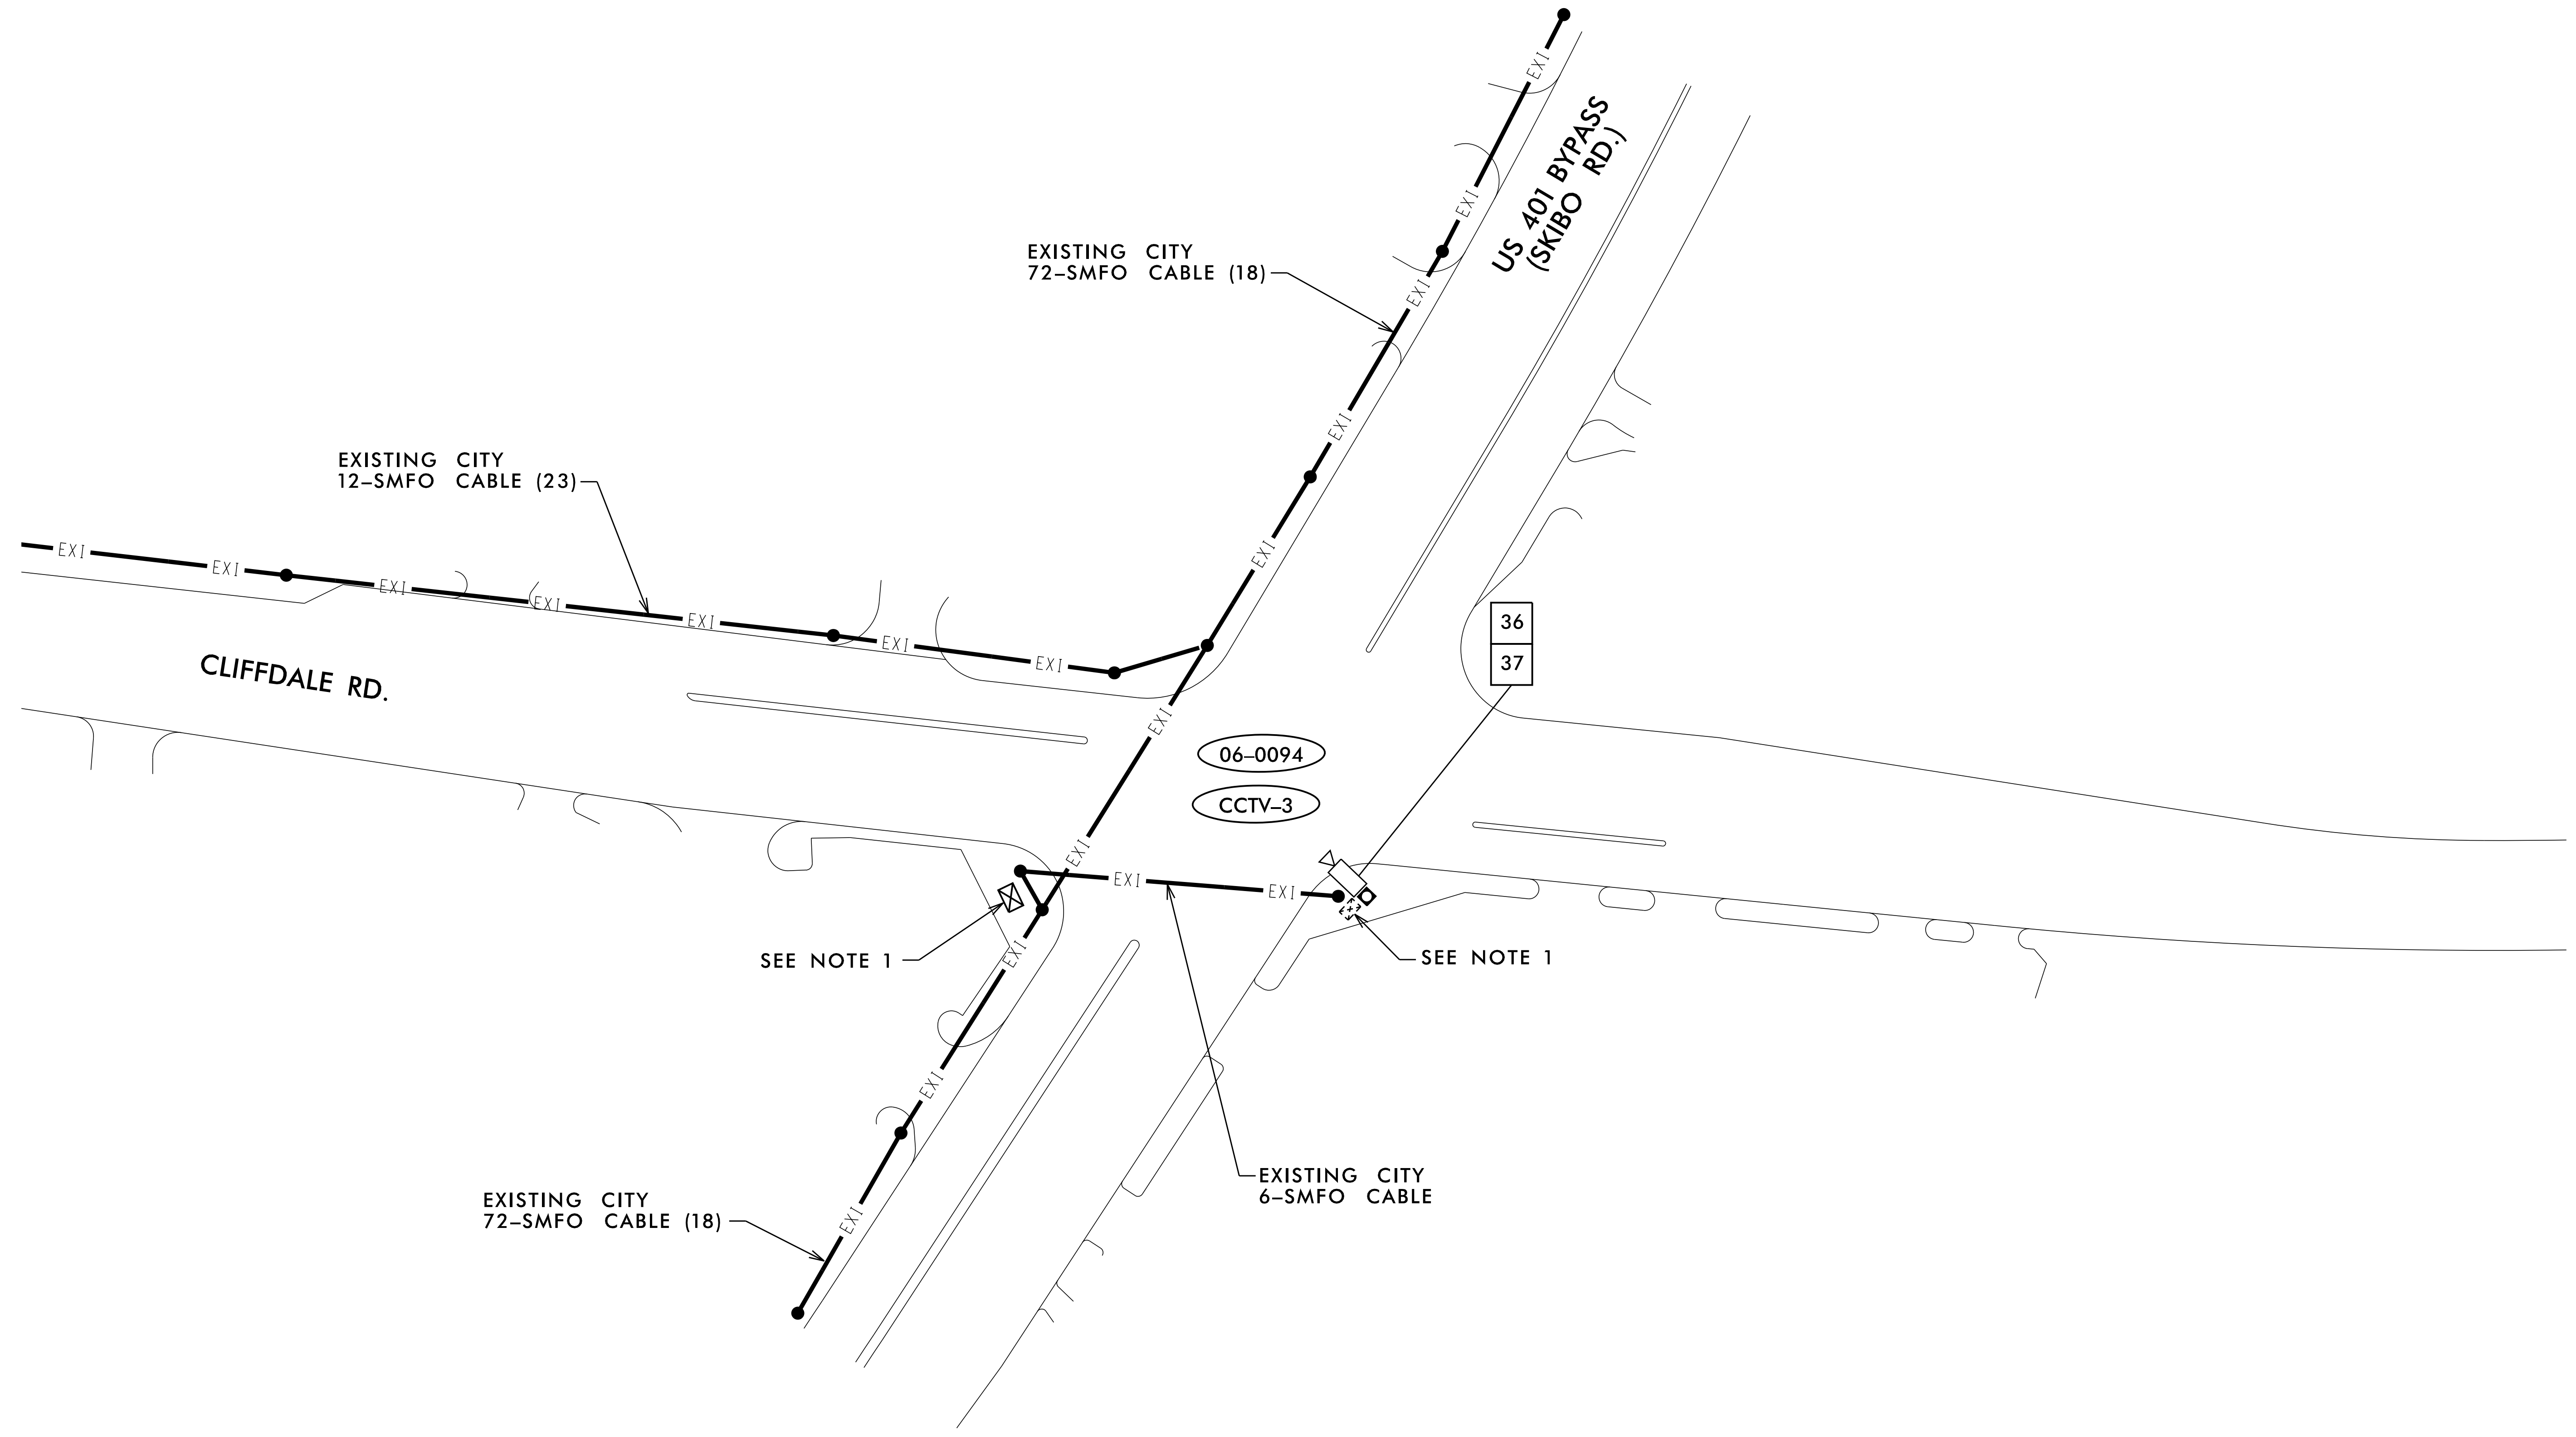 EXI
US 401 BYPASS
(SKIBO RD.)
EXI
EXISTING CITY
72–SMFO CABLE (18)
EXI
EXI
EXISTING CITY
12–SMFO CABLE (23)
EXI
EXI
EXI
EXI
EXI
EXI
EXI
EXI
36
37
CLIFFDALE RD.
EXI
06–0094
CCTV–3
EXI
EXI
EXI
SEE NOTE 1
EXI
SEE NOTE 1
EXI
EXISTING CITY
6–SMFO CABLE
EXISTING CITY
72–SMFO CABLE (18)
EXI